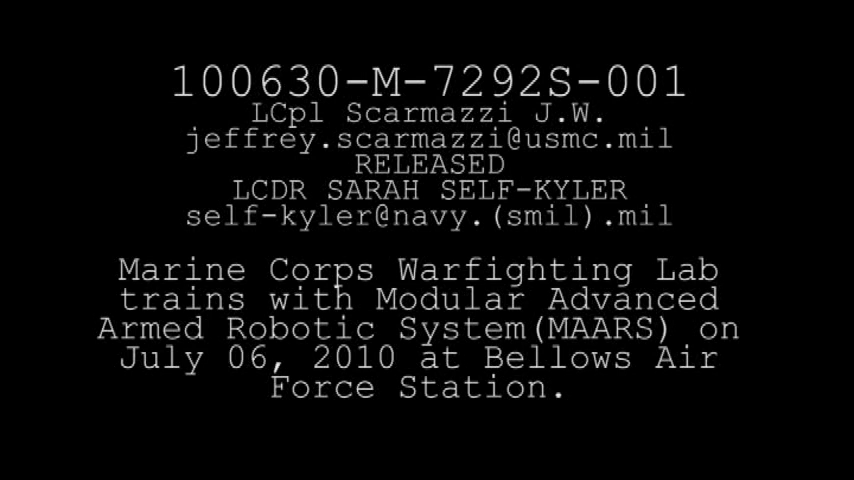 100630-M-7292S-001
LCpl Scarmazzi J.W.
jeffrey.scarmazzi@usmc.mil
RELEASED
LCDR SARAH SELF-KYLER
self-kyler@navy.(smil).mil
Marine Corps Warfighting Lab
trains with Modular Advanced
Armed Robotic System(MAARS) on
July 06, 2010 at Bellows Air
Force Station.